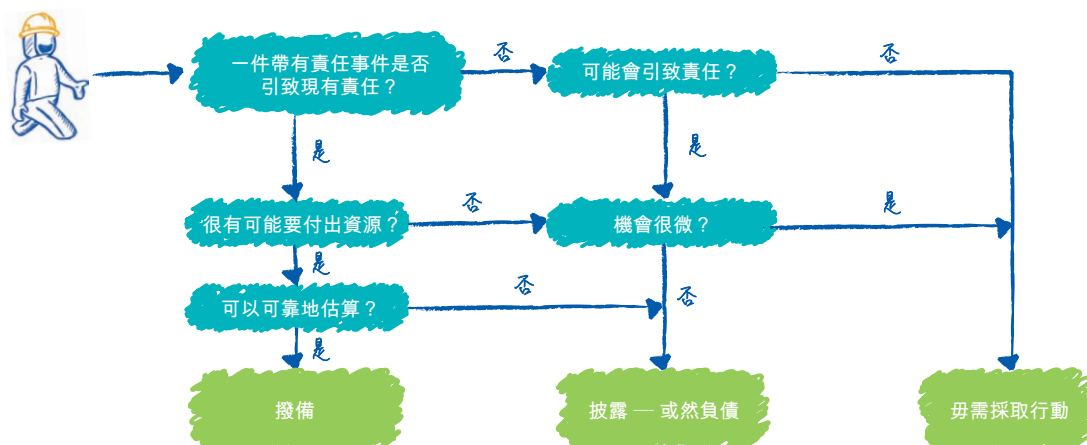 一件帶有責任事件是否
引致現有責任？
否
可能會引致責任？
否
是
是
很有可能要付出資源？
否
機會很微？
是
是
可以可靠地估算？
否
否
是
撥備
披露 — 或然負債
毋需採取行動